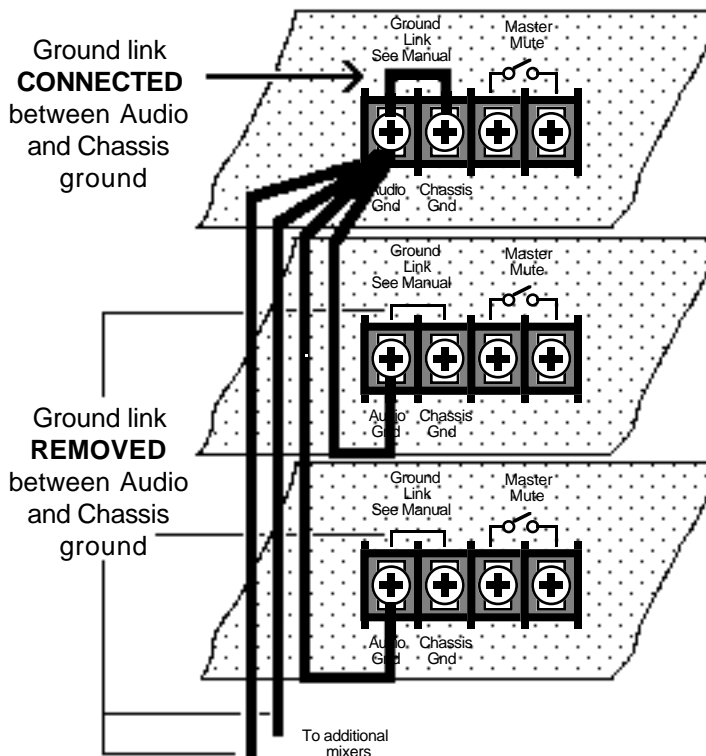 Ground link
CONNECTED
between Audio
and Chassis
ground
Ground
Link
See Manual
Master
Mute
Audio
Gnd
Chassis
Gnd
Ground link
REMOVED
between Audio
and Chassis
ground
Ground
Link
See Manual
Master
Mute
Audio
Gnd
Chassis
Gnd
Ground
Link
See Manual
Master
Mute
Audio
Gnd
Chassis
Gnd
To additional
mixers